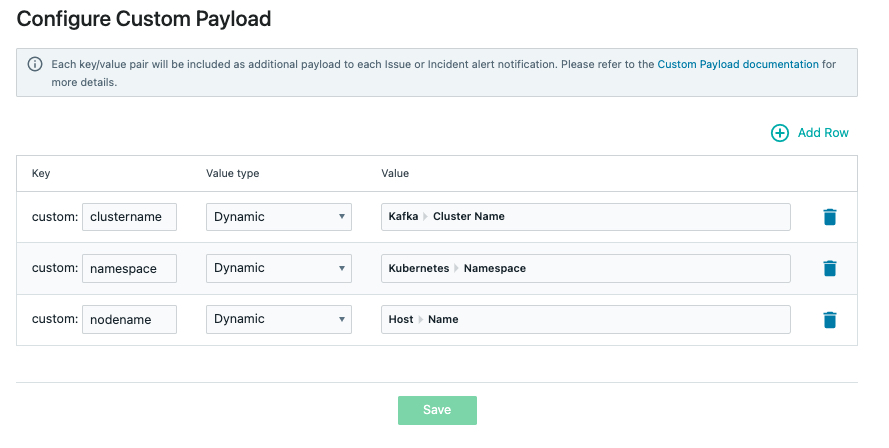 Configure Custom Payload
Each key/value pair will be included as additional payload to each Issue or Incident alert notification. Please refer to the Custom Payload documentation for
more details.
Add Row
Key Value type Value
custom: clustername Dynamic Kafka Cluster Name
custom: namespace Dynamic Kubernetes Namespace
custom: nodename Dynamic Host Name
Save